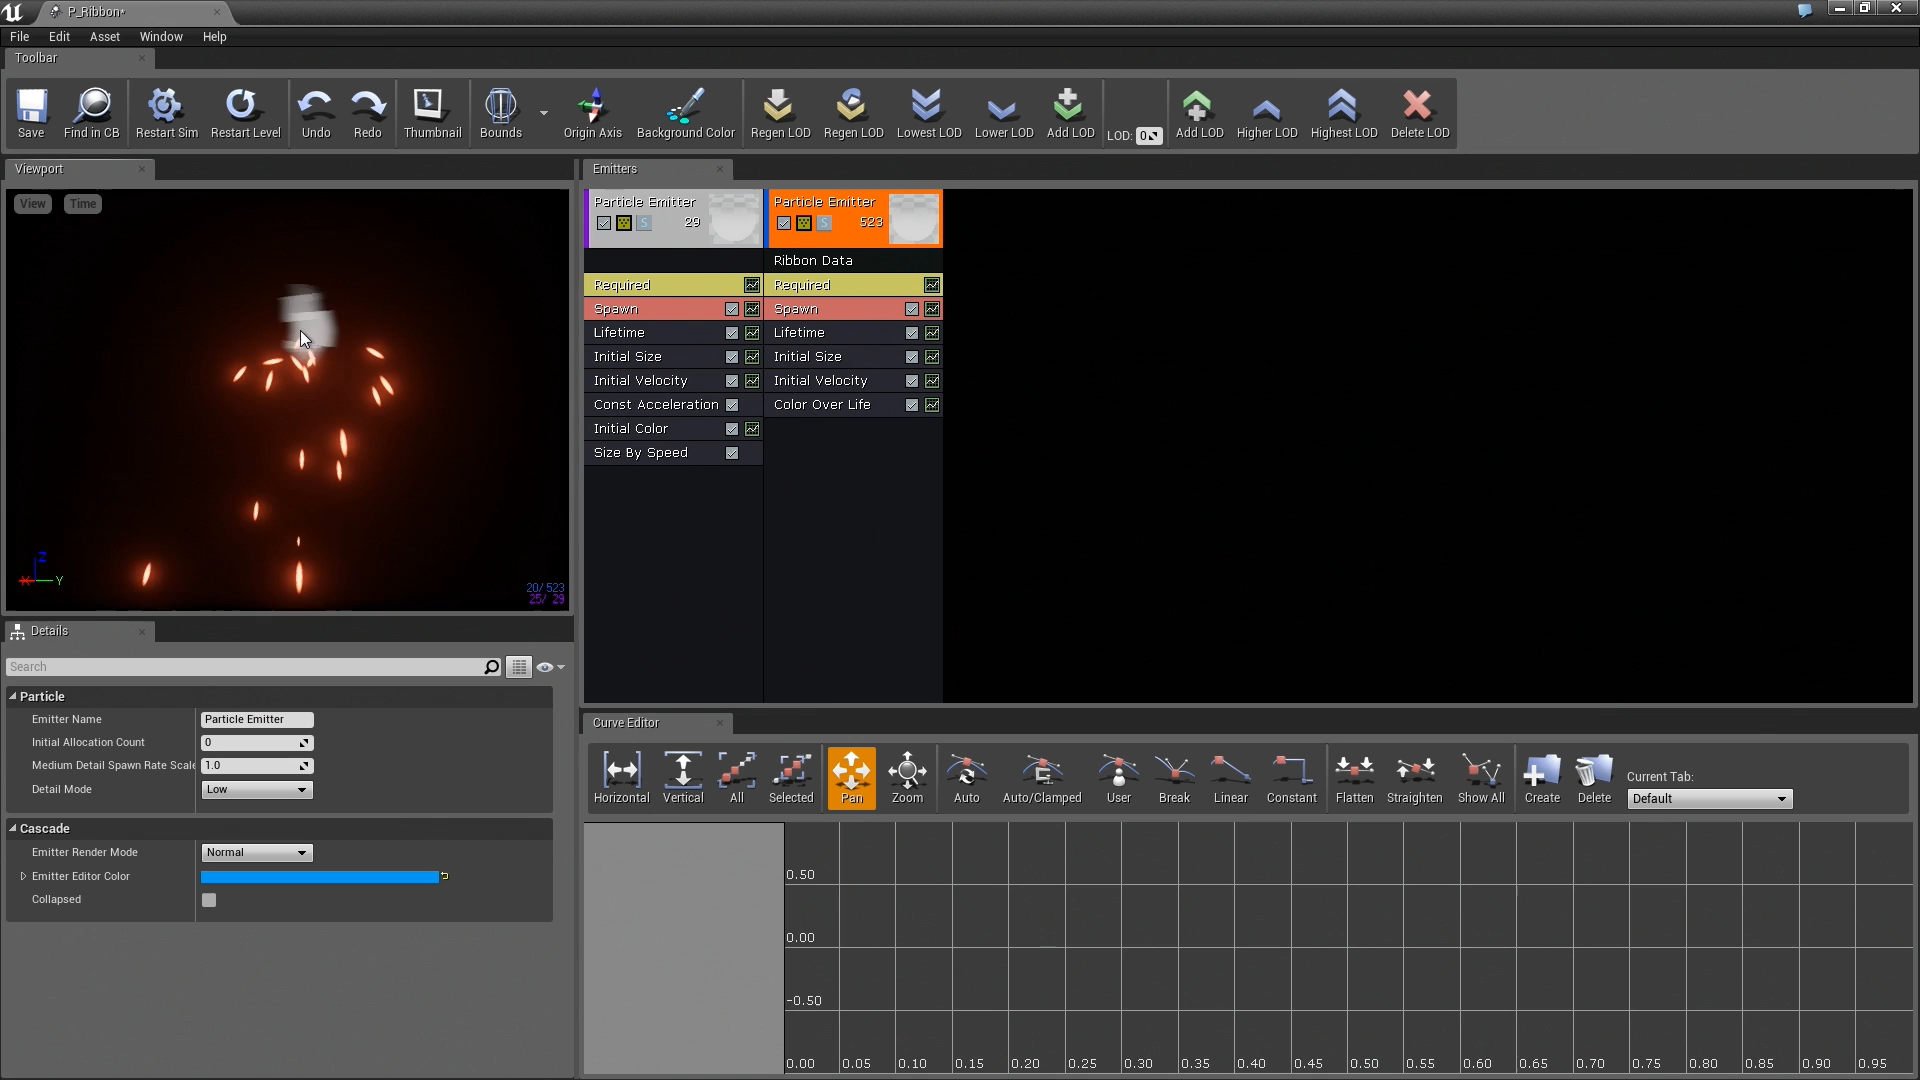 P_Ribbon*
File Edit Asset Window Help
Toolbar
Save Find in CB Restart Sim Restart Level Undo Redo Thumbnail Bounds Origin Axis Background Color Regen LOD Regen LOD Lowest LOD Lower LOD Add LOD LOD: 0 Add LOD Higher LOD Highest LOD Delete LOD
Viewport
View Time
Z
X Y
20/523
25/ 29
Emitters
Particle Emitter
29
Required
Spawn
Lifetime
Initial Size
Initial Velocity
Const Acceleration
Initial Color
Size By Speed
Particle Emitter
523
Ribbon Data
Required
Spawn
Lifetime
Initial Size
Initial Velocity
Color Over Life
Details
Search
Particle
Emitter Name Particle Emitter
Initial Allocation Count 0
Medium Detail Spawn Rate Scale 1.0
Detail Mode Low
Cascade
Emitter Render Mode Normal
Emitter Editor Color
Collapsed
Curve Editor
Horizontal Vertical All Selected Pan Zoom Auto Auto/Clamped User Break Linear Constant Flatten Straighten Show All Create Delete
Current Tab:
Default
0.50
0.00
-0.50
0.00 0.05 0.10 0.15 0.20 0.25 0.30 0.35 0.40 0.45 0.50 0.55 0.60 0.65 0.70 0.75 0.80 0.85 0.90 0.95